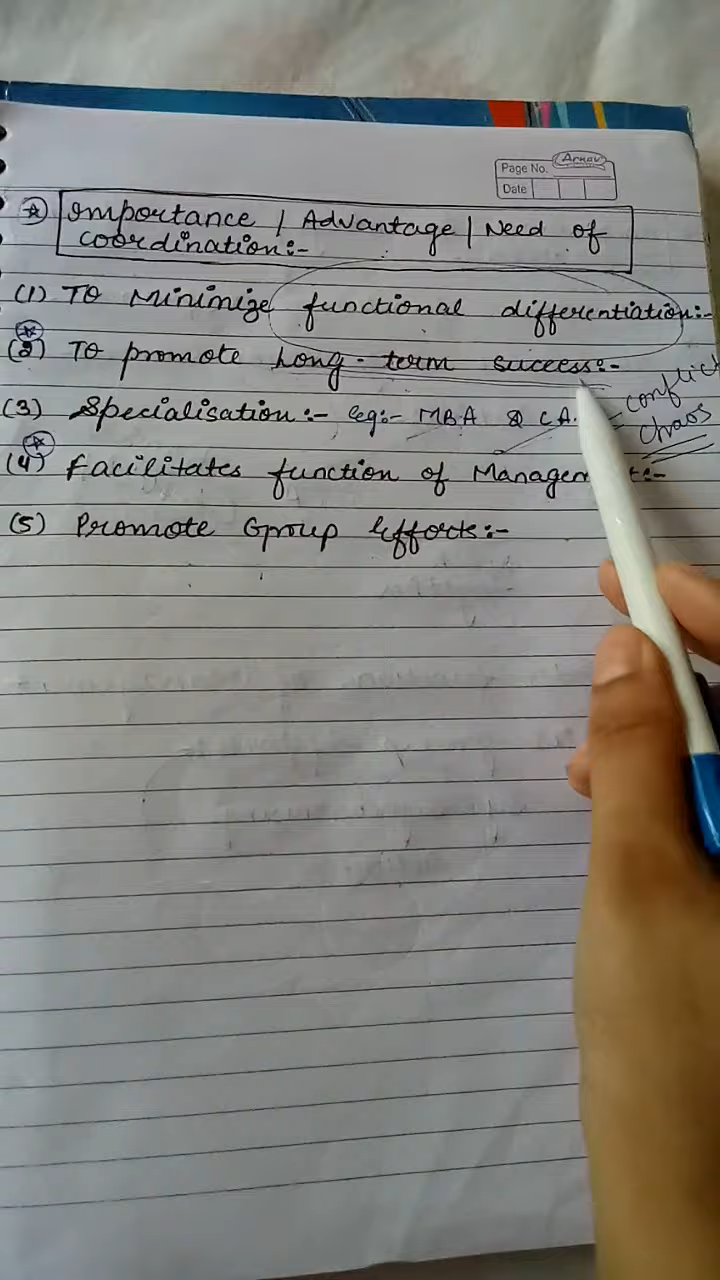 Page No.
Arnav
Date
Importance / Advantage / Need of
coordination:-
(1) To Minimize functional differentiation:-
(2) To promote Long-term success:-
(3) Specialisation:- eg:- MBA & CA. = conflict
chaos
(4) Facilitates function of Management:-
(5) Promote Group Efforts:-